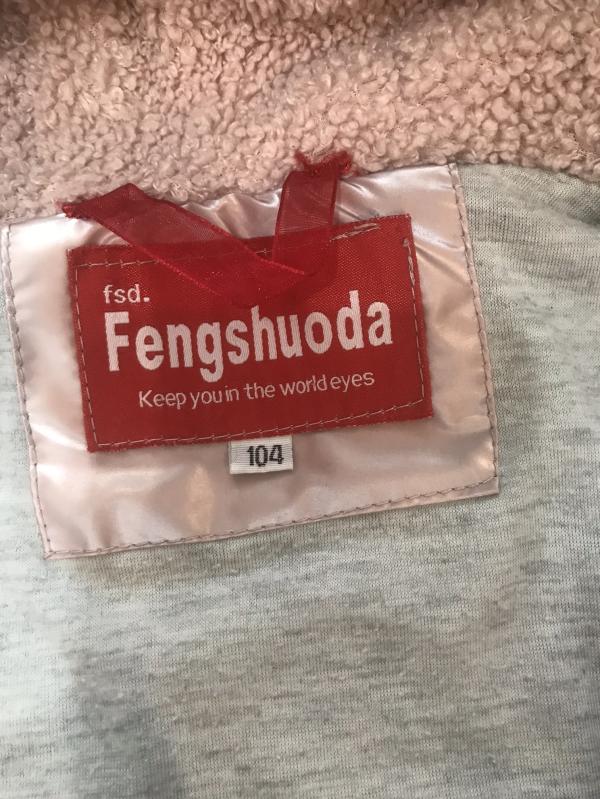 fsd.
Fengshuoda
Keep you in the world eyes
104